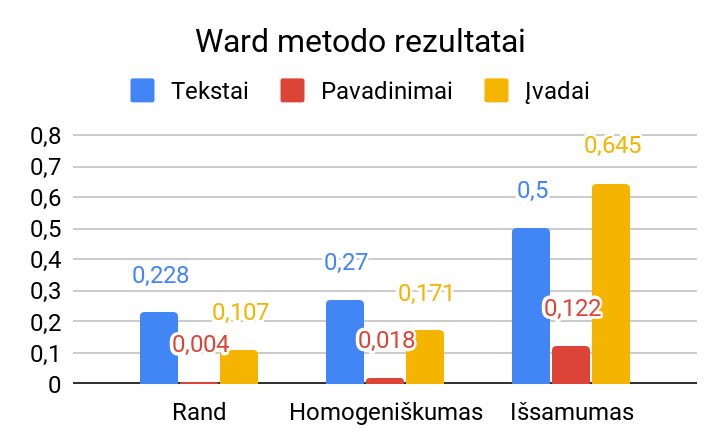 Ward metodo rezultatai
Tekstai Pavadinimai Įvadai
0,8
0,7
0,6
0,5
0,4
0,3
0,2
0,1
0
0,228 0,004 0,107
0,27 0,018 0,171
0,5 0,122 0,645
Rand Homogeniškumas Išsamumas